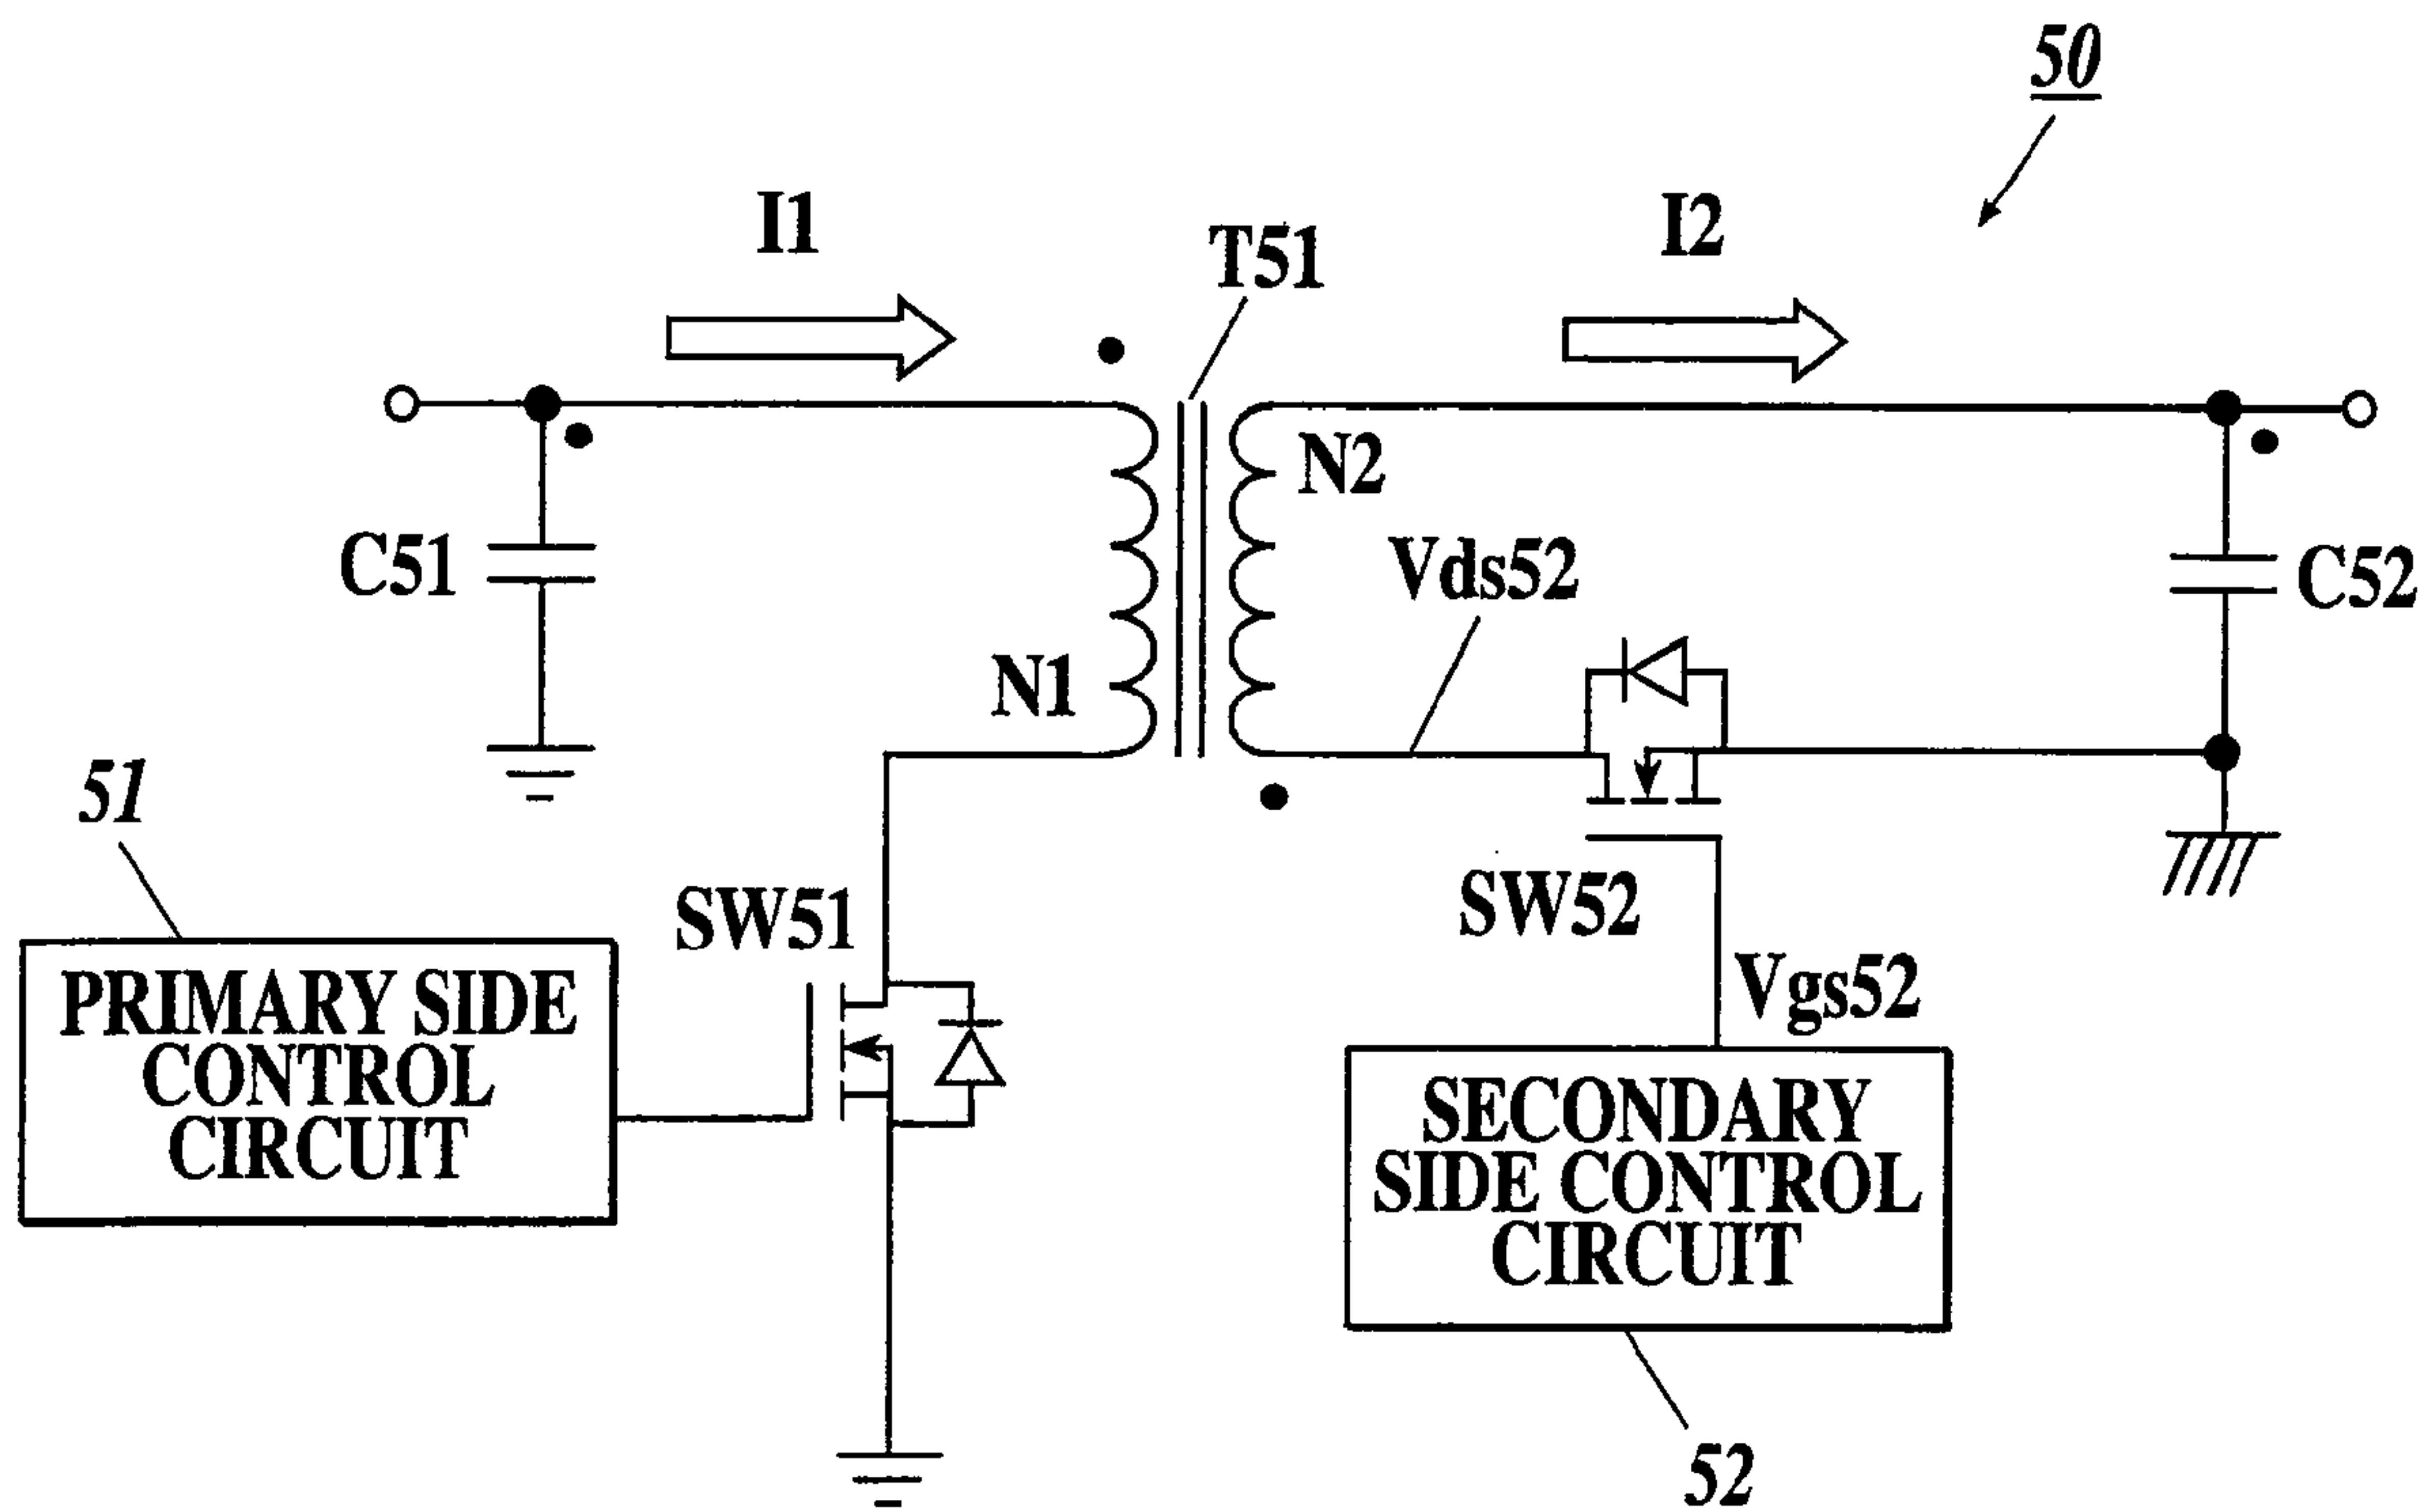 50
I1
I2
T51
N2
C51
Vds52
C52
N1
51
SW51
SW52
PRIMARY SIDE
CONTROL
CIRCUIT
Vgs52
SECONDARY
SIDE CONTROL
CIRCUIT
52